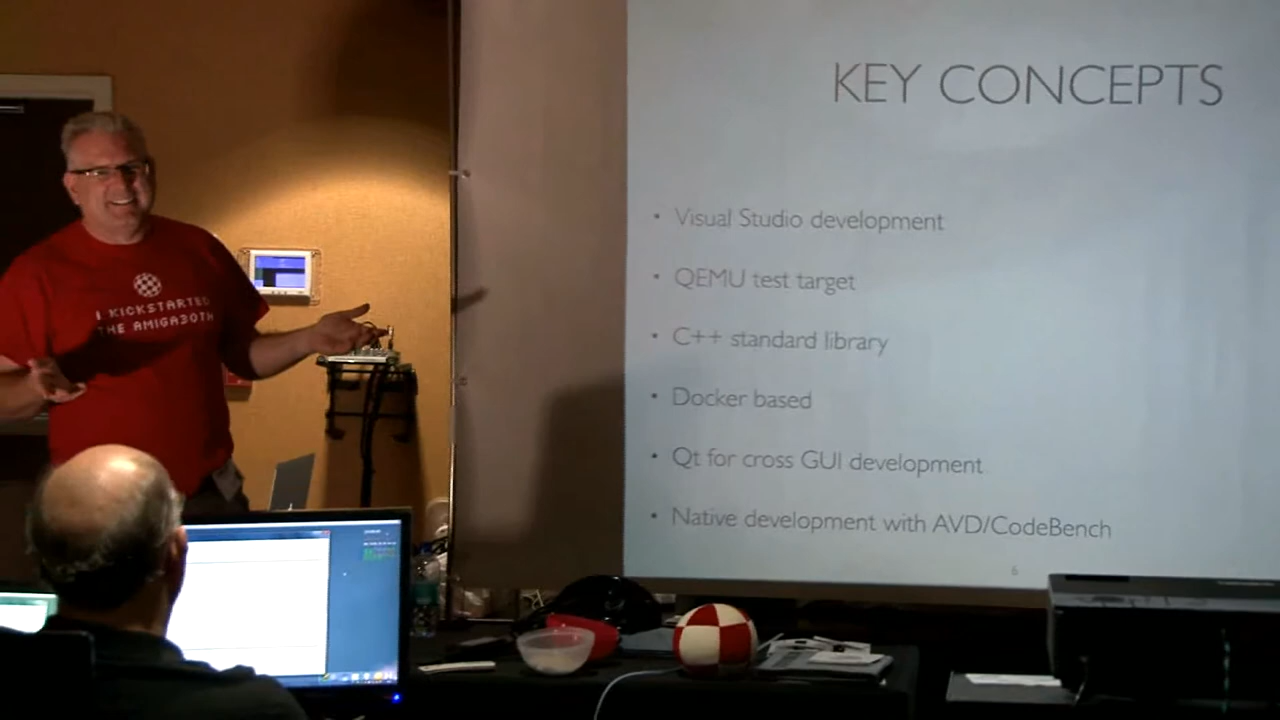 KEY CONCEPTS
• Visual Studio development
• QEMU test target
• C++ standard library
• Docker based
• Qt for cross GUI development
• Native development with AVD/CodeBench
6
I KICKSTARTED
THE AMIGA30TH